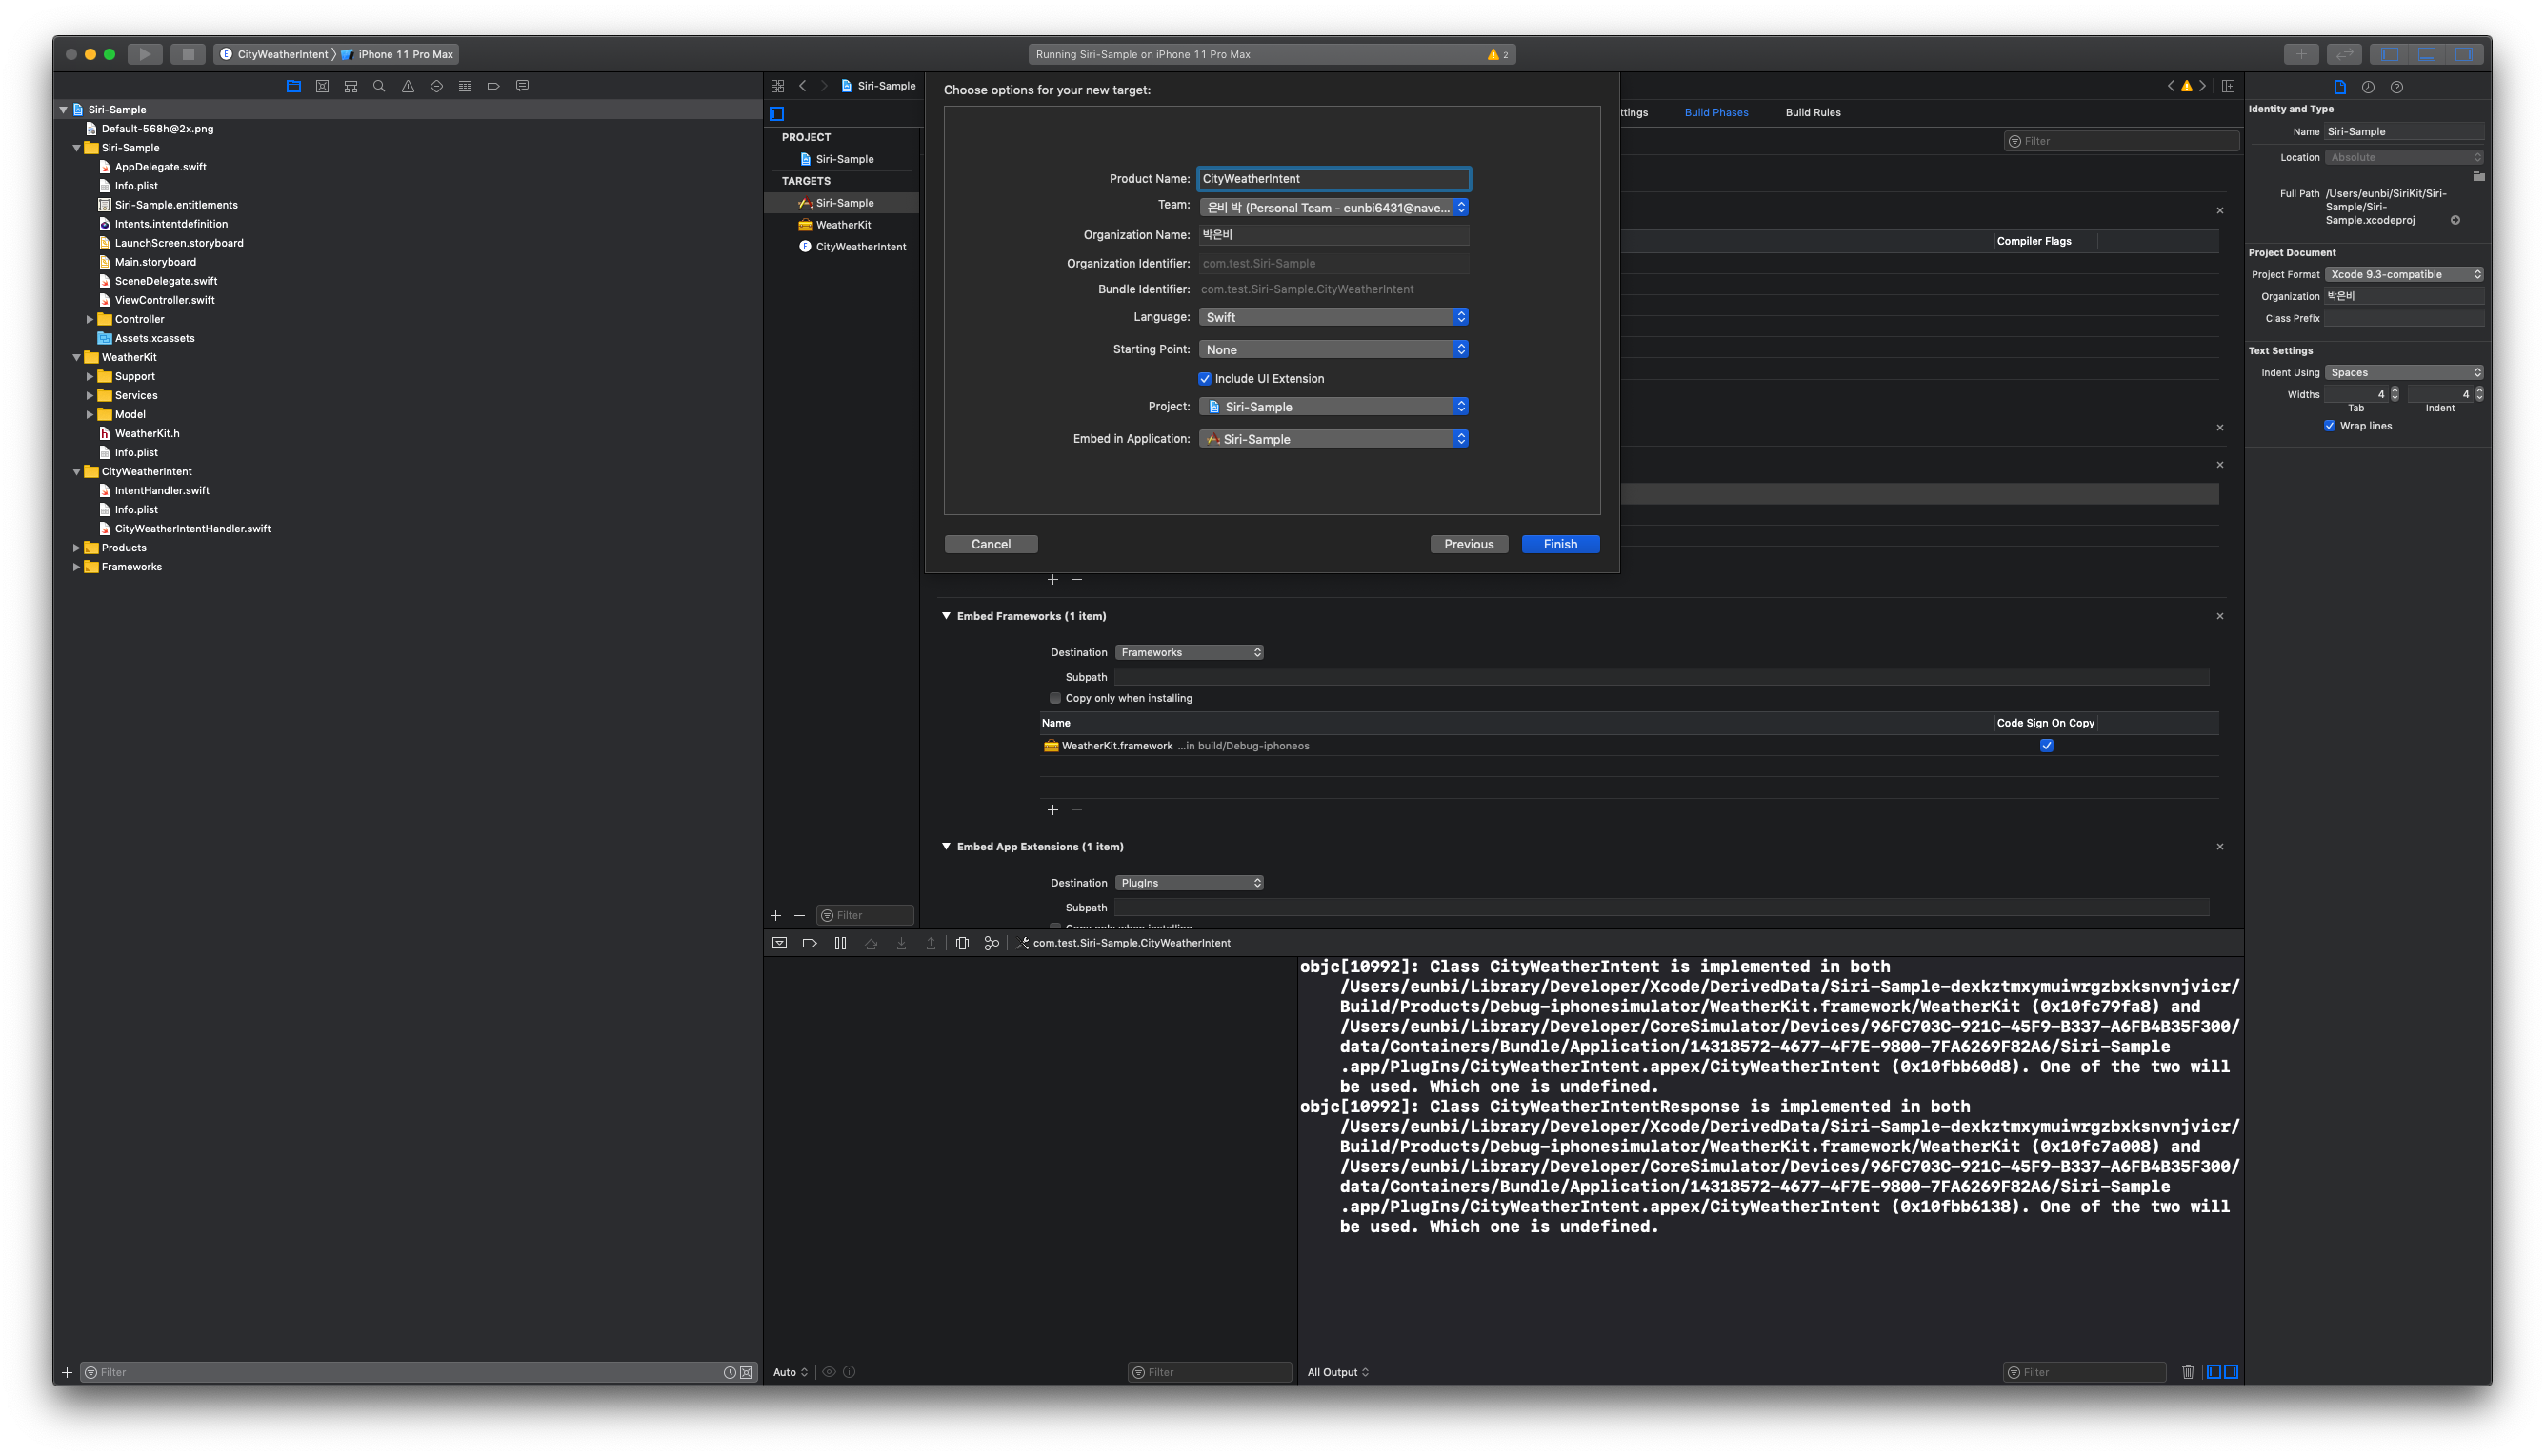 CityWeatherIntent 〉 iPhone 11 Pro Max
Running Siri-Sample on iPhone 11 Pro Max
2
Siri-Sample
Default-568h@2x.png
Siri-Sample
AppDelegate.swift
Info.plist
Siri-Sample.entitlements
Intents.intentdefinition
LaunchScreen.storyboard
Main.storyboard
SceneDelegate.swift
ViewController.swift
Controller
Assets.xcassets
WeatherKit
Support
Services
Model
WeatherKit.h
Info.plist
CityWeatherIntent
IntentHandler.swift
Info.plist
CityWeatherIntentHandler.swift
Products
Frameworks
Filter
Siri-Sample
PROJECT
Siri-Sample
TARGETS
Siri-Sample
WeatherKit
CityWeatherIntent
Filter
Choose options for your new target:
Product Name: CityWeatherIntent
Team: 은비 박 (Personal Team - eunbi6431@nave...
Organization Name: 박은비
Organization Identifier: com.test.Siri-Sample
Bundle Identifier: com.test.Siri-Sample.CityWeatherIntent
Language: Swift
Starting Point: None
Include UI Extension
Project: Siri-Sample
Embed in Application: Siri-Sample
Cancel Previous Finish
ttings Build Phases Build Rules
Filter
Compiler Flags
Embed Frameworks (1 item)
Destination Frameworks
Subpath
Copy only when installing
Name Code Sign On Copy
WeatherKit.framework ...in build/Debug-iphoneos
Embed App Extensions (1 item)
Destination PlugIns
Subpath
Copy only when installing
com.test.Siri-Sample.CityWeatherIntent
objc[10992]: Class CityWeatherIntent is implemented in both
/Users/eunbi/Library/Developer/Xcode/DerivedData/Siri-Sample-dexkztmxymuiwrgzbxksnvnjvicr/
Build/Products/Debug-iphonesimulator/WeatherKit.framework/WeatherKit (0x10fc79fa8) and
/Users/eunbi/Library/Developer/CoreSimulator/Devices/96FC703C-921C-45F9-B337-A6FB4B35F300/
data/Containers/Bundle/Application/14318572-4677-4F7E-9800-7FA6269F82A6/Siri-Sample
.app/PlugIns/CityWeatherIntent.appex/CityWeatherIntent (0x10fbb60d8). One of the two will
be used. Which one is undefined.
objc[10992]: Class CityWeatherIntentResponse is implemented in both
/Users/eunbi/Library/Developer/Xcode/DerivedData/Siri-Sample-dexkztmxymuiwrgzbxksnvnjvicr/
Build/Products/Debug-iphonesimulator/WeatherKit.framework/WeatherKit (0x10fc7a008) and
/Users/eunbi/Library/Developer/CoreSimulator/Devices/96FC703C-921C-45F9-B337-A6FB4B35F300/
data/Containers/Bundle/Application/14318572-4677-4F7E-9800-7FA6269F82A6/Siri-Sample
.app/PlugIns/CityWeatherIntent.appex/CityWeatherIntent (0x10fbb6138). One of the two will
be used. Which one is undefined.
Auto
Filter
All Output
Filter
Identity and Type
Name Siri-Sample
Location Absolute
Full Path /Users/eunbi/SiriKit/Siri-
Sample/Siri-
Sample.xcodeproj
Project Document
Project Format Xcode 9.3-compatible
Organization 박은비
Class Prefix
Text Settings
Indent Using Spaces
Widths 4 4
Tab Indent
Wrap lines